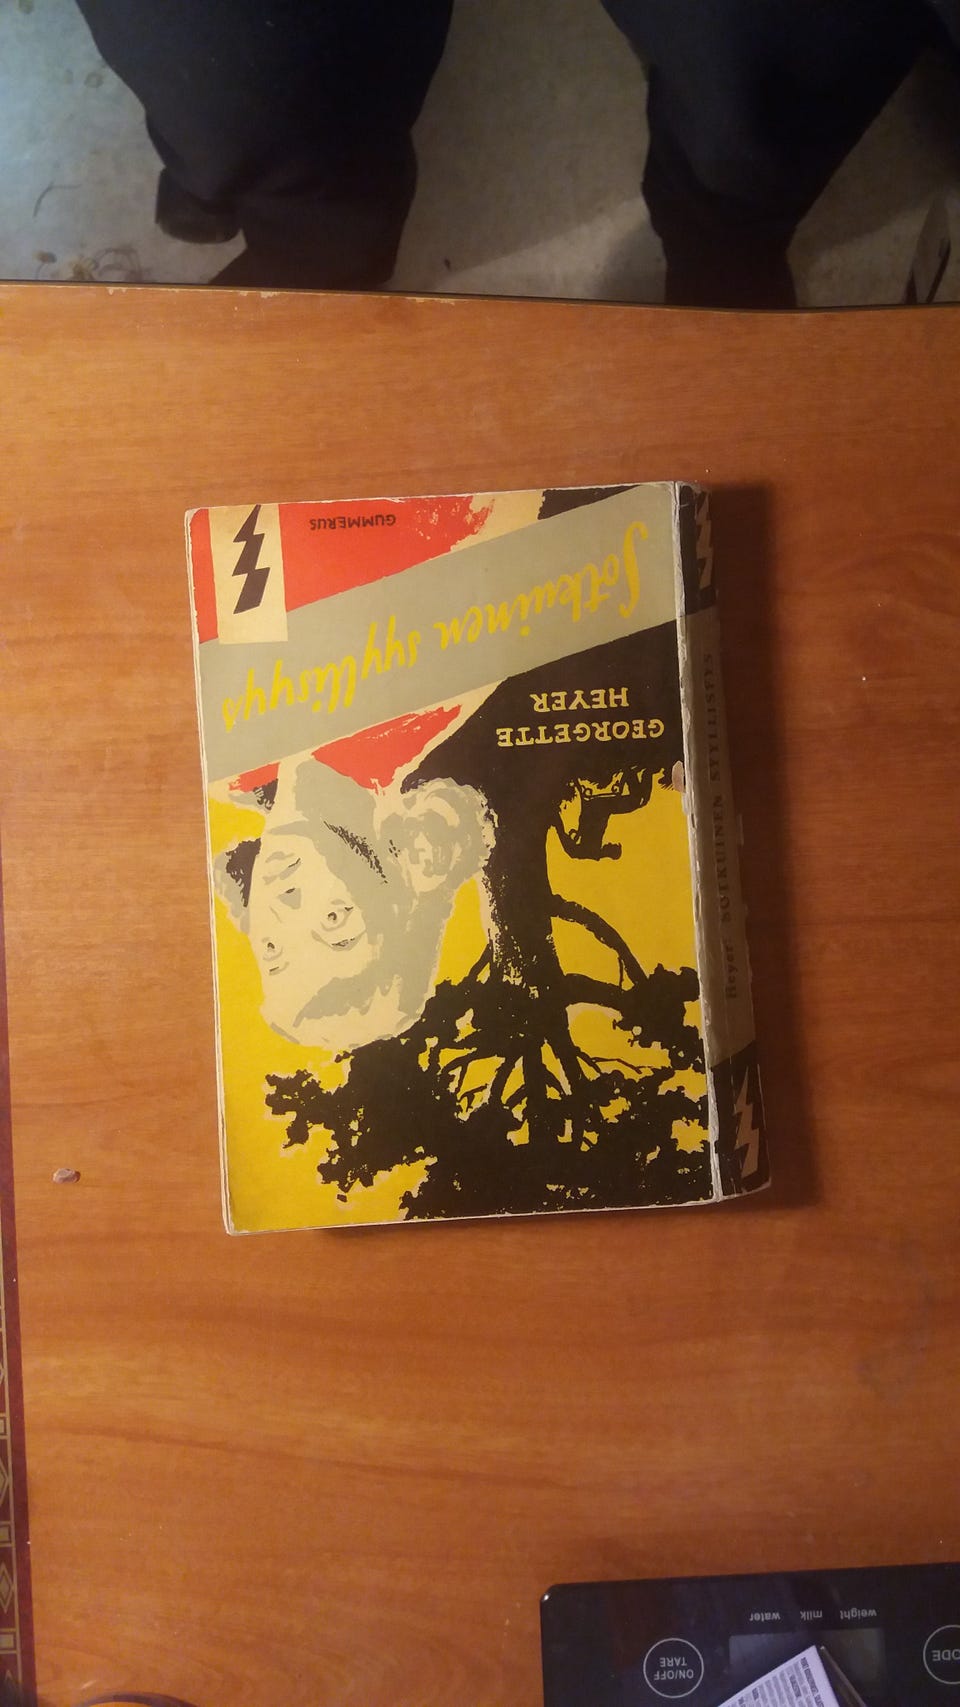 GEORGETTE
HEYER
Sotkuinen syyllisyys
GUMMERUS
Heyer: SOTKUINEN SYYLLISYYS
weight milk water
ON/OFF
TARE
ODE